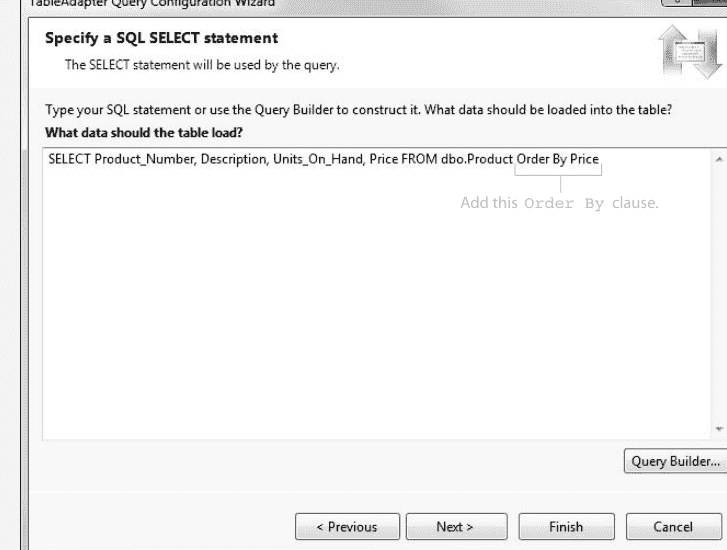 TableAdapter Query Configuration Wizard
Specify a SQL SELECT statement
The SELECT statement will be used by the query.
Type your SQL statement or use the Query Builder to construct it. What data should be loaded into the table?
What data should the table load?
SELECT Product_Number, Description, Units_On_Hand, Price FROM dbo.Product Order By Price
Add this Order By clause.
Query Builder...
< Previous
Next >
Finish
Cancel